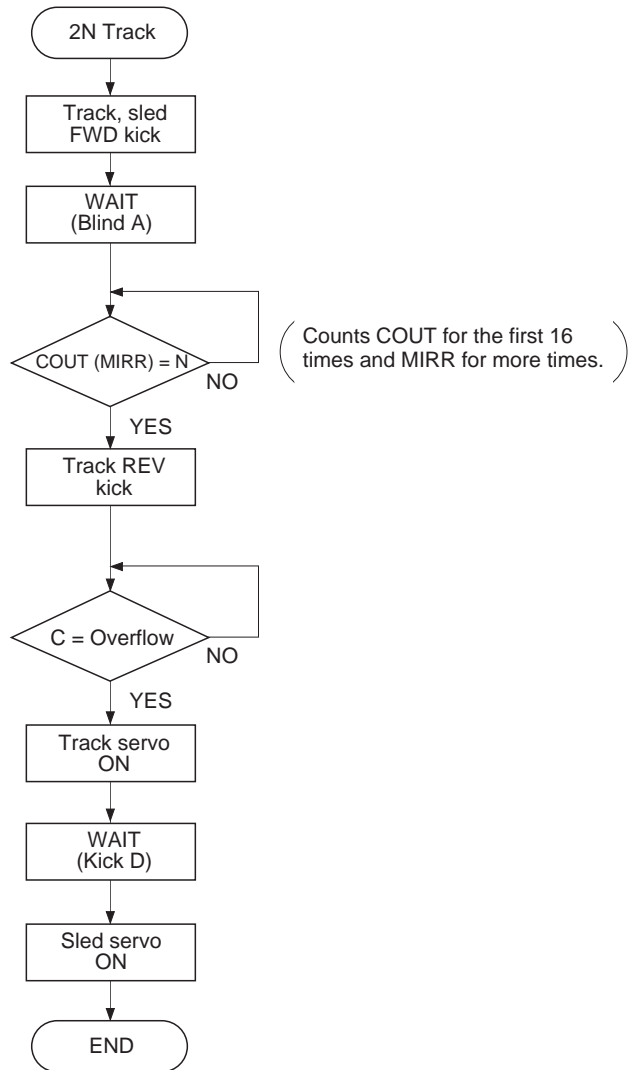 2N Track
Track, sled
FWD kick
WAIT
(Blind A)
COUT (MIRR) = N
NO
Counts COUT for the first 16
times and MIRR for more times.
YES
Track REV
kick
C = Overflow
NO
YES
Track servo
ON
WAIT
(Kick D)
Sled servo
ON
END